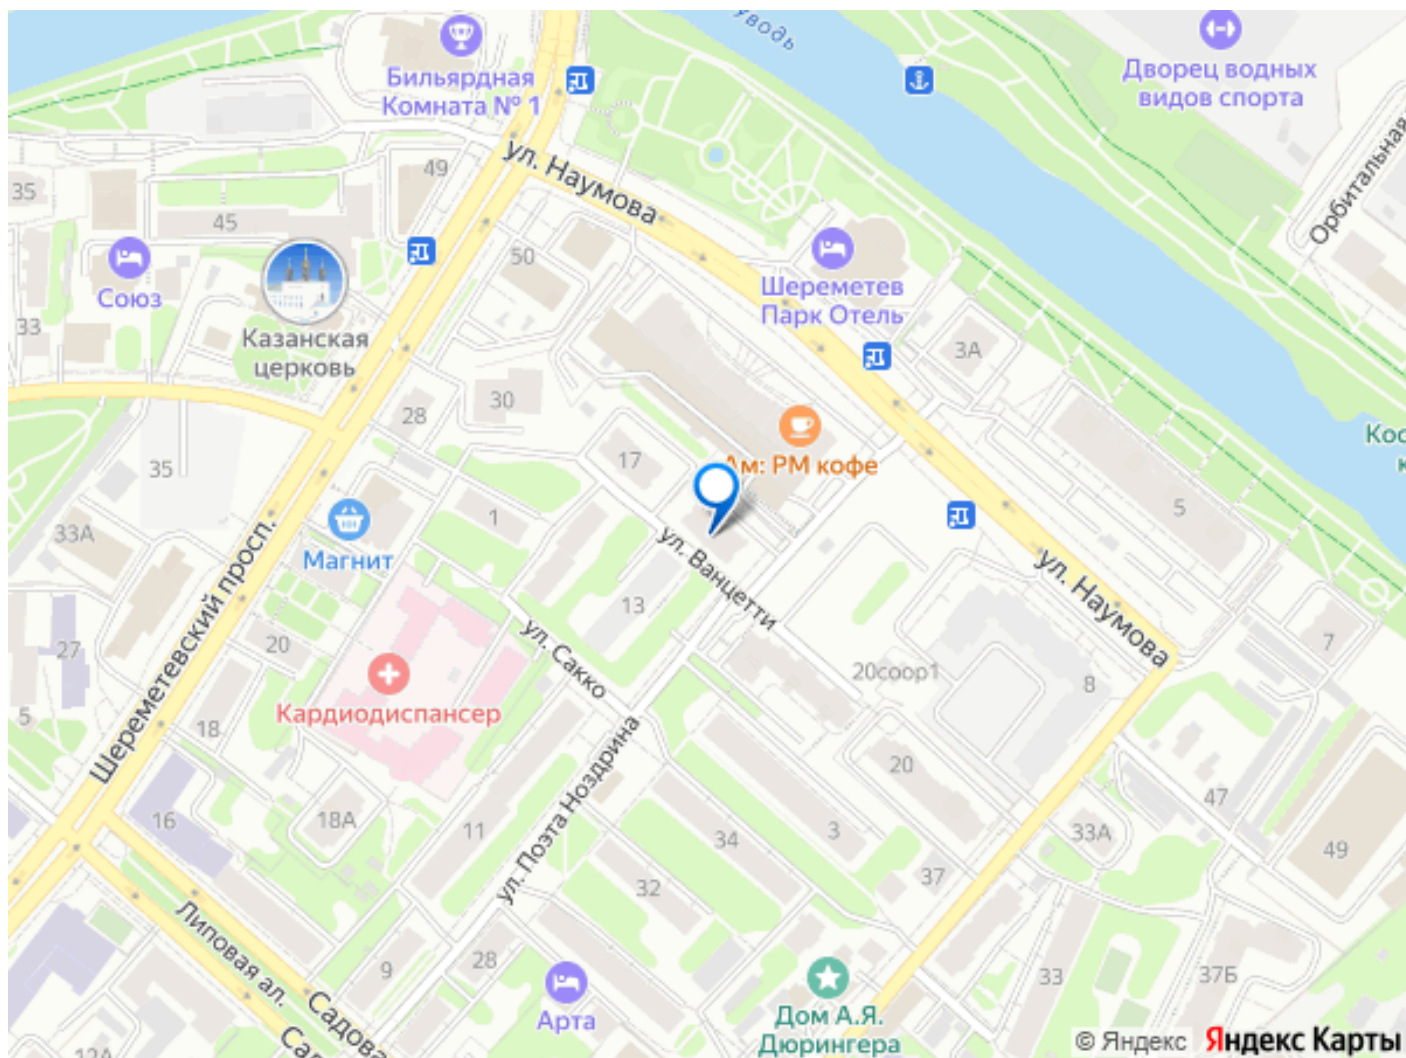 Уводь
Бильярдная
Комната № 1
Дворец водных
видов спорта
Орбитальная
ул. Наумова
49
35
45
50
Союз
Казанская
церковь
33
Шереметев
Парк Отель
3А
28
30
Ам: РМ кофе
17
35
33А
1
Магнит
5
Шереметевский просп.
ул. Ванцетти
ул. Наумова
13
7
27
20
ул. Сакко
20соор1
8
5
Кардиодиспансер
18
20
47
16
18А
11
ул. Поэта Ноздрина
34
3
33А
49
32
37
Липовая ал.
9
28
33
37Б
Арта
Дом А.Я.
Дюрингера
Садова
12А
© Яндекс Яндекс Карты